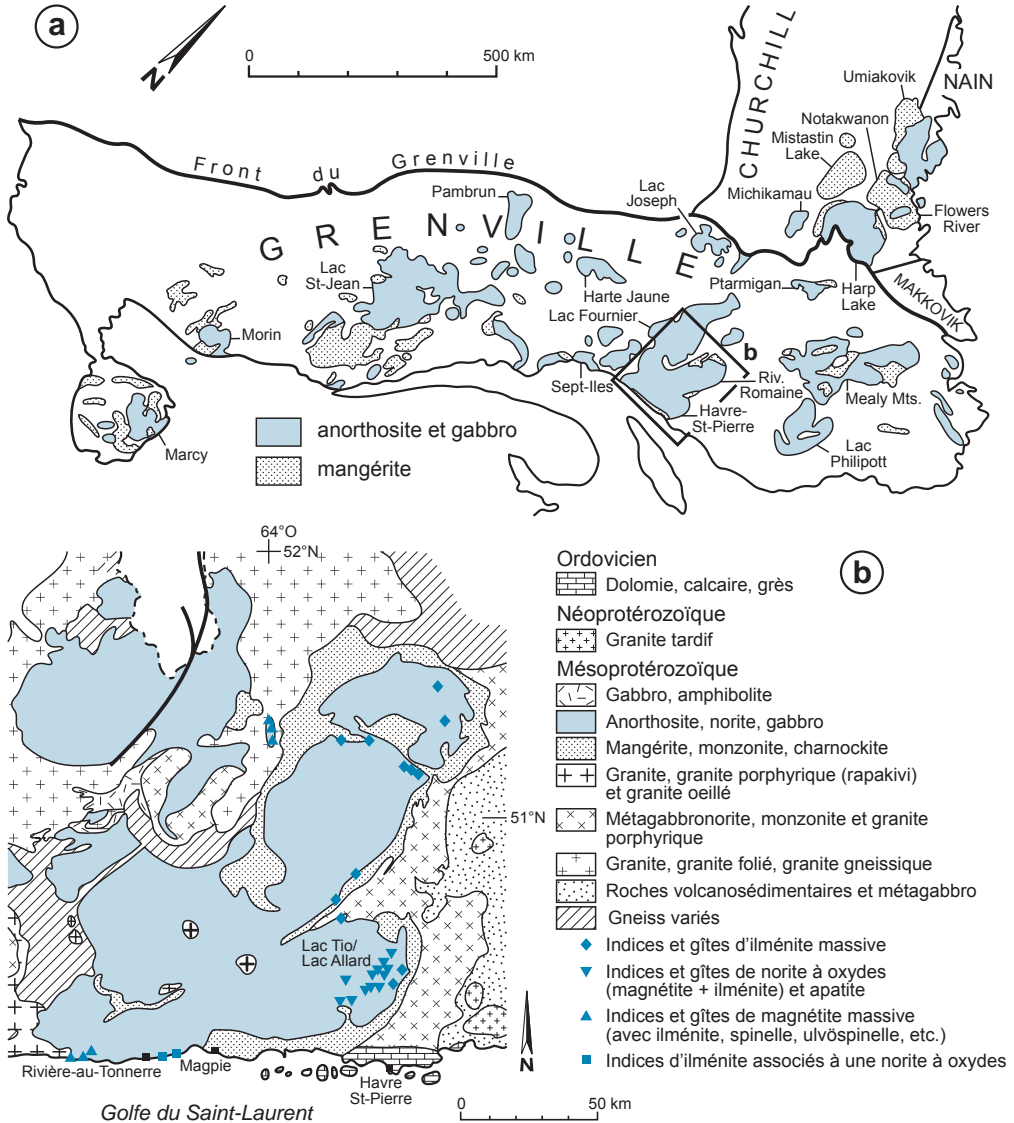 a
N
0 500 km
CHURCHILL
NAIN
Umiakovik
Notakwanon
Mistastin
Lake
Michikamau
Flowers
River
Front du Grenville
Pambrun
Lac
Joseph
GRENVILLE
Lac
St-Jean
Harte Jaune
Ptarmigan
Harp
Lake
MAKKOVIK
Lac Fournier
Morin
b
Sept-Iles
Riv.
Romaine
Mealy Mts.
Havre-
St-Pierre
Lac
Philipott
Marcy
anorthosite et gabbro
mangérite
64°O
52°N
51°N
Lac Tio/
Lac Allard
N
Rivière-au-Tonnerre
Magpie
Havre
St-Pierre
Golfe du Saint-Laurent
0 50 km
b
Ordovicien
Dolomie, calcaire, grès
Néoprotérozoïque
Granite tardif
Mésoprotérozoïque
Gabbro, amphibolite
Anorthosite, norite, gabbro
Mangérite, monzonite, charnockite
Granite, granite porphyrique (rapakivi)
et granite oeillé
Métagabbronorite, monzonite et granite
porphyrique
Granite, granite folié, granite gneissique
Roches volcanosédimentaires et métagabbro
Gneiss variés
Indices et gîtes d'ilménite massive
Indices et gîtes de norite à oxydes
(magnétite + ilménite) et apatite
Indices et gîtes de magnétite massive
(avec ilménite, spinelle, ulvöspinelle, etc.)
Indices d'ilménite associés à une norite à oxydes